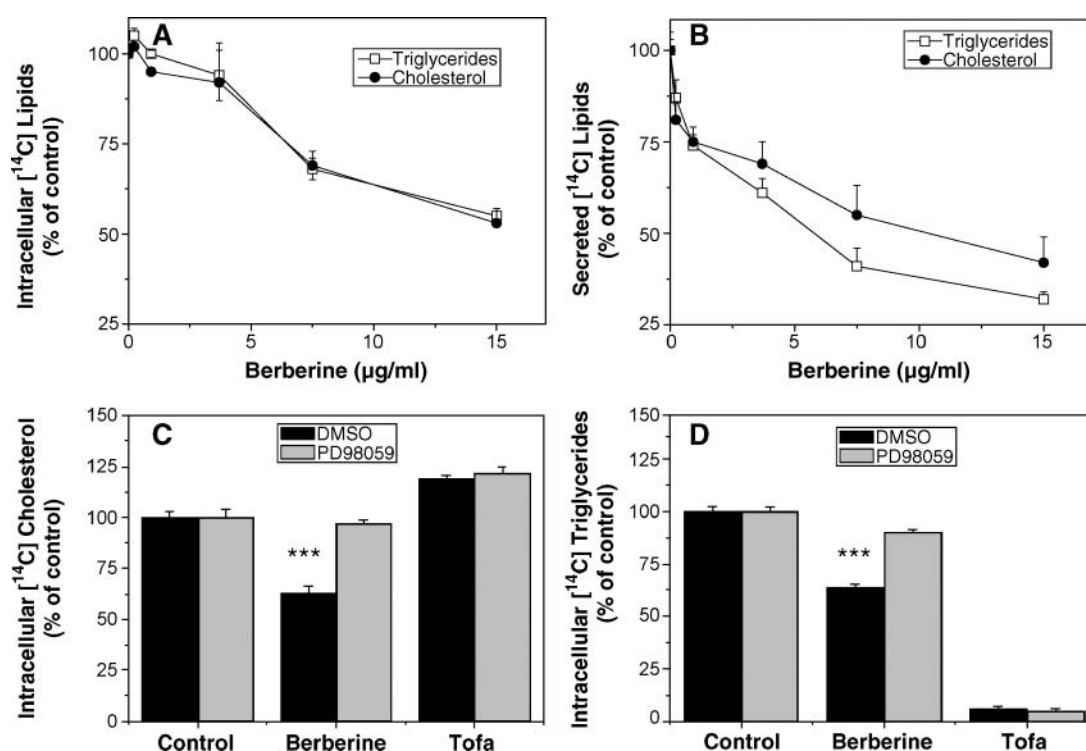 A
Triglycerides
Cholesterol
Intracellular [¹⁴C] Lipids
(% of control)
100
75
50
25
0
5
10
15
Berberine (µg/ml)
B
Triglycerides
Cholesterol
Secreted [¹⁴C] Lipids
(% of control)
100
75
50
25
0
5
10
15
Berberine (µg/ml)
C
DMSO
PD98059
Intracellular [¹⁴C] Cholesterol
(% of control)
150
125
100
75
50
25
0
***
Control
Berberine
Tofa
D
DMSO
PD98059
Intracellular [¹⁴C] Triglycerides
(% of control)
150
125
100
75
50
25
0
***
Control
Berberine
Tofa